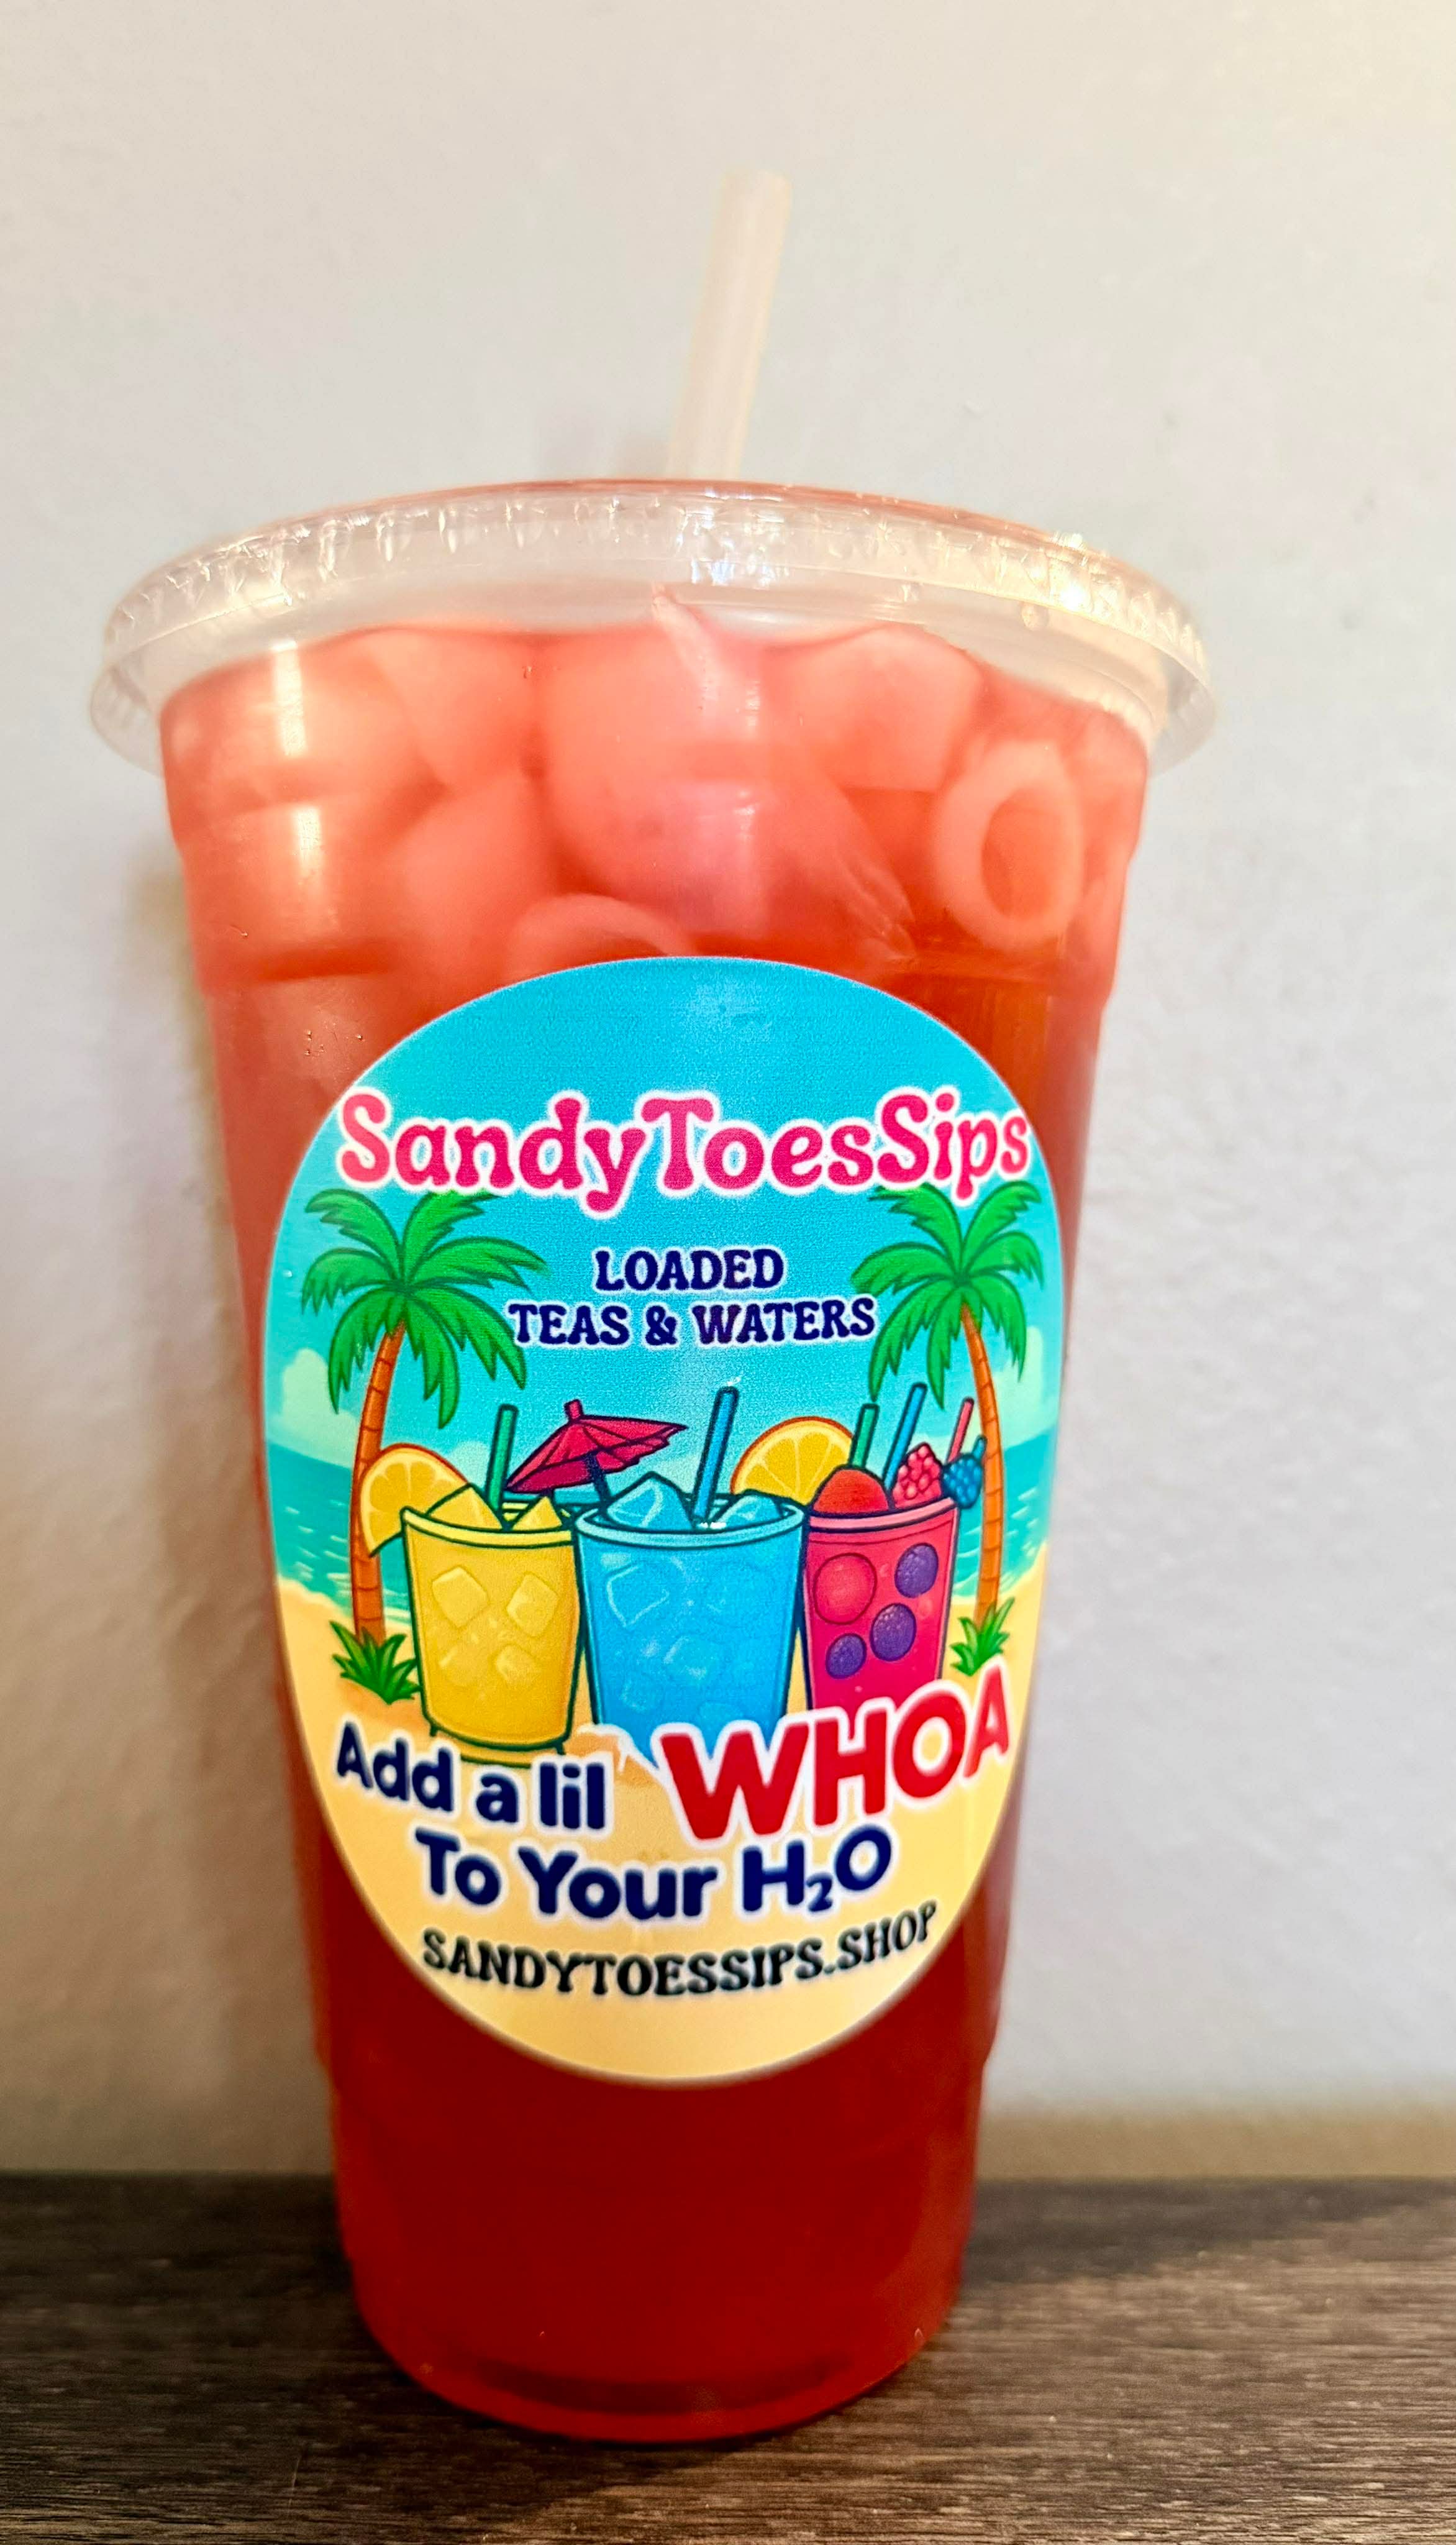 SandyToesSips
LOADED
TEAS & WATERS
Add a lil WHOA
To Your H₂O
SANDYTOESSIPS.SHOP